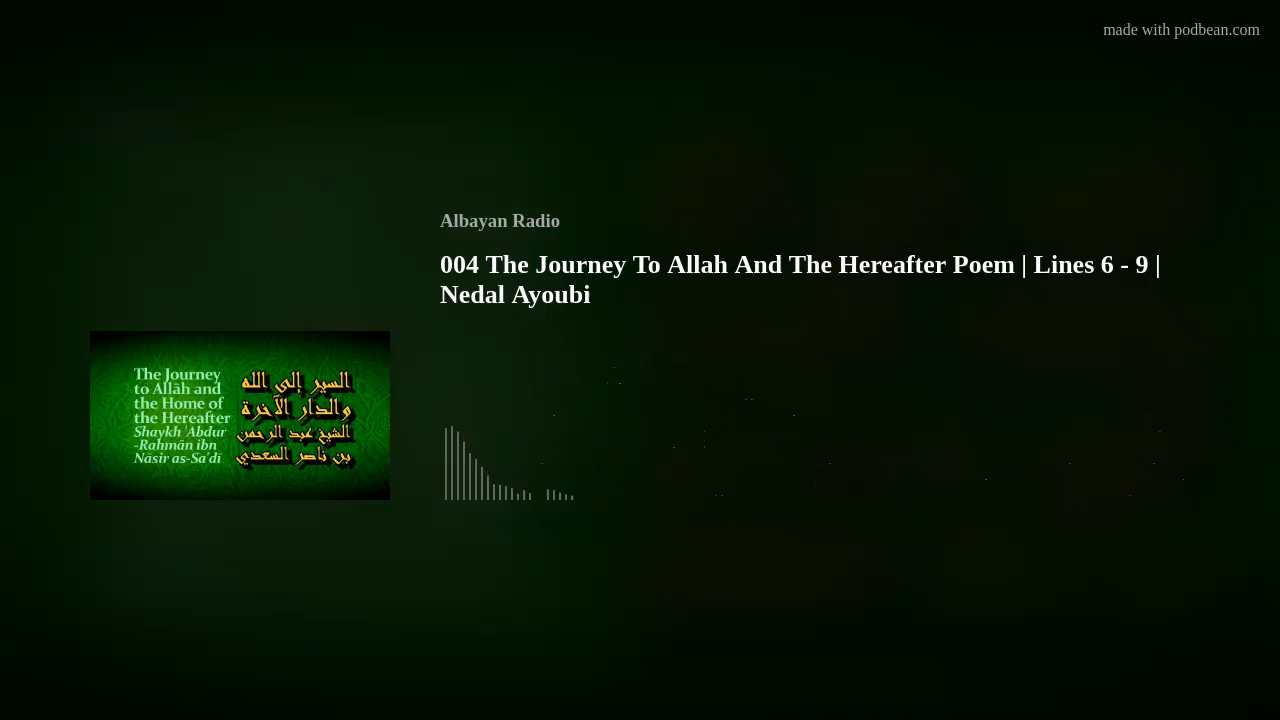 made with podbean.com
Albayan Radio
004 The Journey To Allah And The Hereafter Poem | Lines 6 - 9 |
Nedal Ayoubi
The Journey
to Allāh and
the Home of
the Hereafter
Shaykh 'Abdur
-Rahmān ibn
Nāsir as-Sa'dī
السير إلى الله
والدار الآخرة
الشيخ عبد الرحمن
بن ناصر السعدي